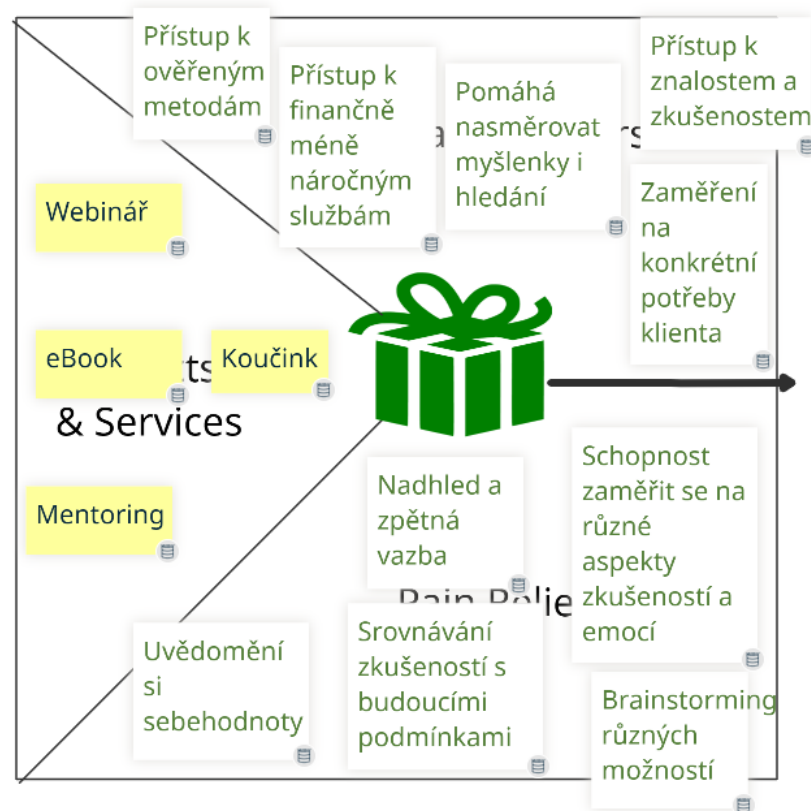 Přístup k
ověřeným
metodám
Přístup k
finančně
méně
náročným
službám
Pomáhá
nasměrovat
myšlenky i
hledání
Přístup k
znalostem a
zkušenostem
Zaměření
na
konkrétní
potřeby
klienta
Webinář
eBook
Koučink
& Services
Mentoring
Nadhled a
zpětná
vazba
Schopnost
zaměřit se na
různé
aspekty
zkušeností a
emocí
Pain Relie
Uvědomění
si
sebehodnoty
Srovnávání
zkušeností s
budoucími
podmínkami
Brainstorming
různých
možností